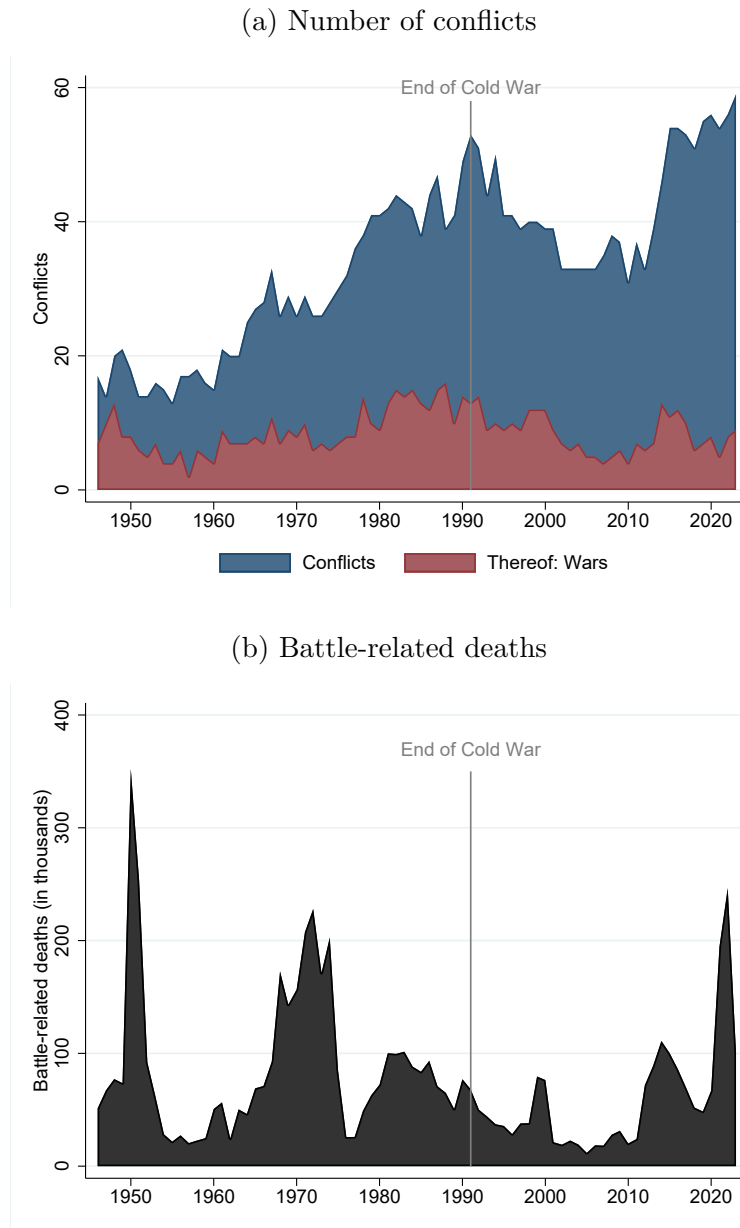 (a) Number of conflicts
End of Cold War
60
40
20
0
Conflicts
1950 1960 1970 1980 1990 2000 2010 2020
Conflicts Thereof: Wars
(b) Battle-related deaths
End of Cold War
400
300
200
100
0
Battle-related deaths (in thousands)
1950 1960 1970 1980 1990 2000 2010 2020